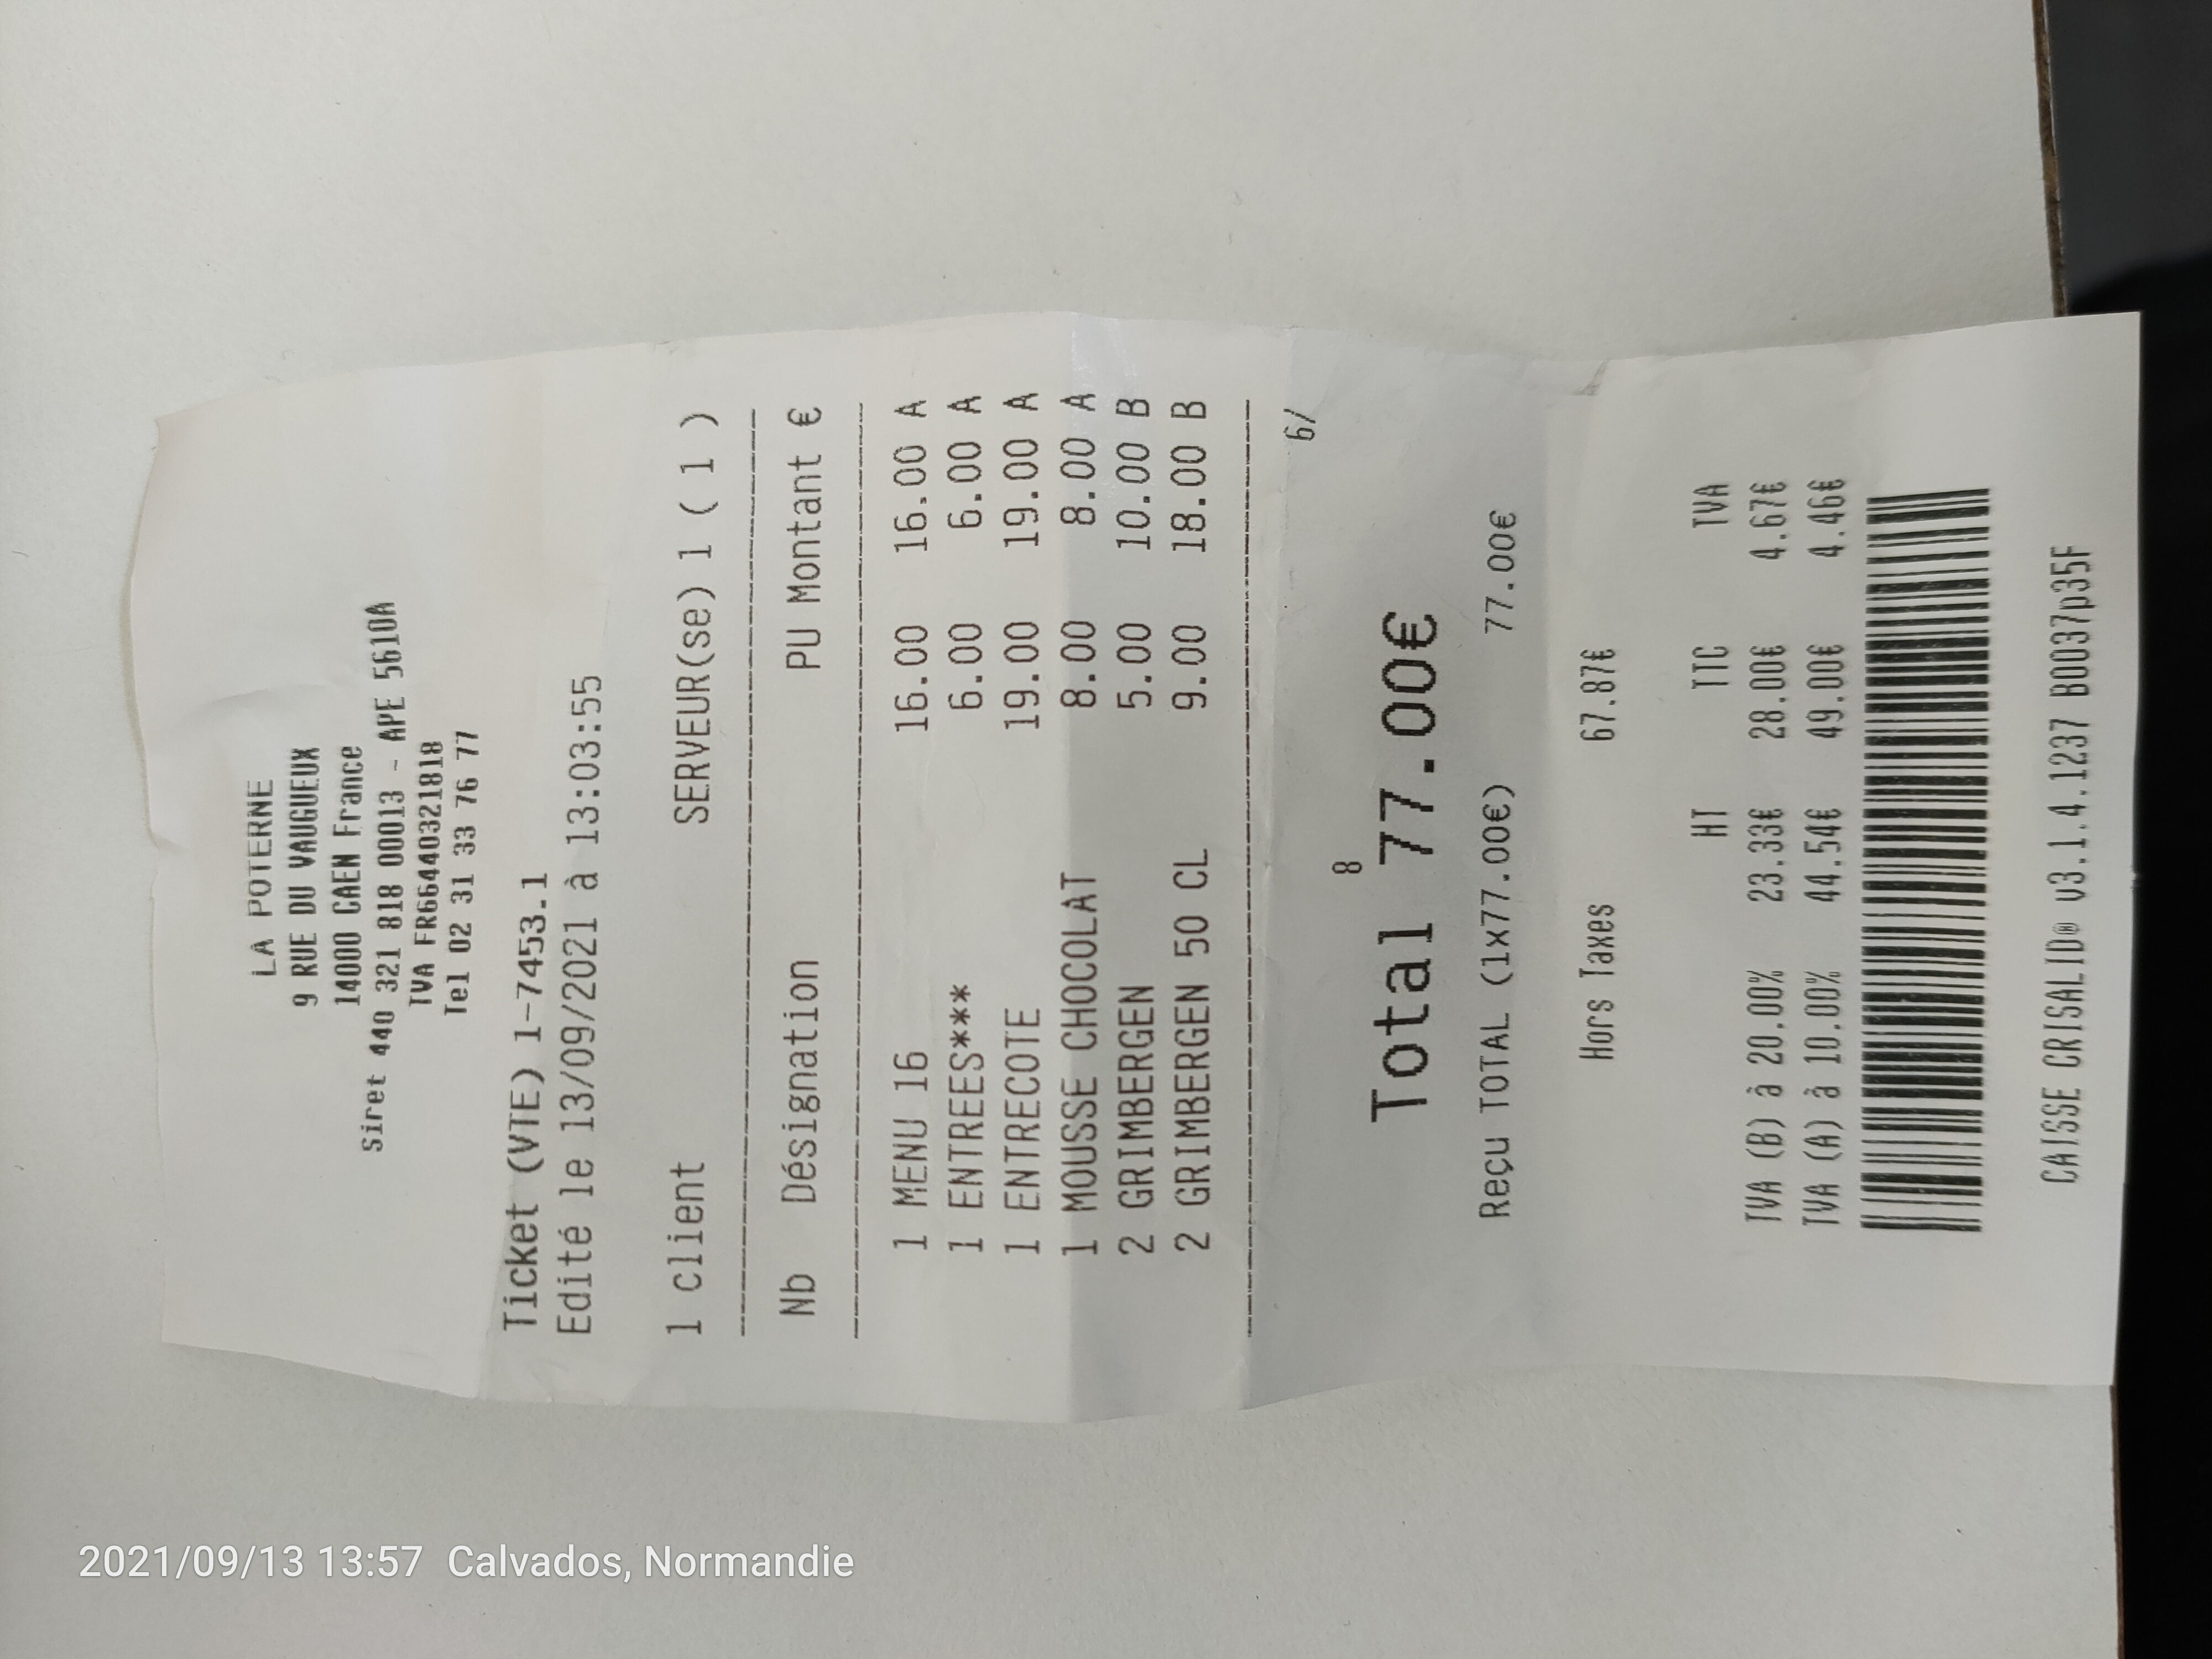 LA POTERNE
9 RUE DU VAUGUEUX
14000 CAEN France
Siret 440 321 818 00013 - APE 5610A
TVA FR66440321818
Tel 02 31 33 76 77
Ticket (VTE) 1-7453.1
Edité le 13/09/2021 à 13:03:55
1 client SERVEUR(se) 1 ( 1 )
Nb Désignation PU Montant €
1 MENU 16 16.00 16.00 A
1 ENTREES*** 6.00 6.00 A
1 ENTRECOTE 19.00 19.00 A
1 MOUSSE CHOCOLAT 8.00 8.00 A
2 GRIMBERGEN 5.00 10.00 B
2 GRIMBERGEN 50 CL 9.00 18.00 B
6/
8
Total 77.00€
Reçu TOTAL (1x77.00€) 77.00€
Hors Taxes 67.87€
HT TTC TVA
TVA (B) à 20.00% 23.33€ 28.00€ 4.67€
TVA (A) à 10.00% 44.54€ 49.00€ 4.46€
CAISSE CRISALID® v3.1.4.1237 B0037p35F
2021/09/13 13:57 Calvados, Normandie